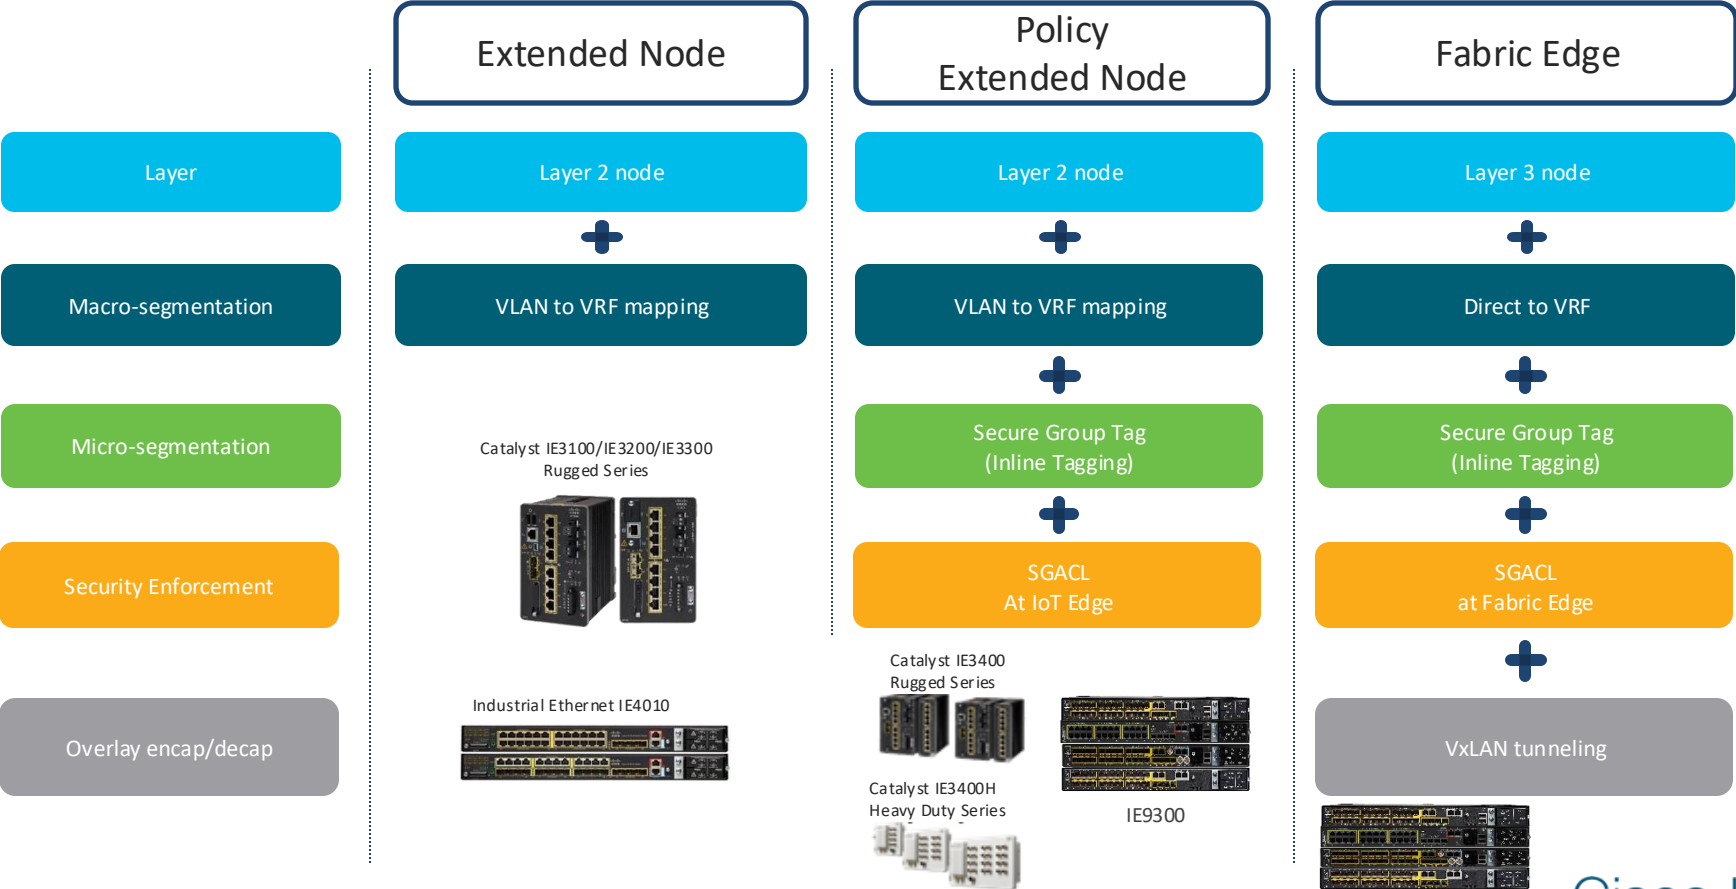 Extended Node
Policy
Extended Node
Fabric Edge
Layer
Layer 2 node
Layer 2 node
Layer 3 node
Macro-segmentation
VLAN to VRF mapping
VLAN to VRF mapping
Direct to VRF
Micro-segmentation
Catalyst IE3100/IE3200/IE3300
Rugged Series
Secure Group Tag
(Inline Tagging)
Secure Group Tag
(Inline Tagging)
Security Enforcement
SGACL
At IoT Edge
SGACL
at Fabric Edge
Overlay encap/decap
Industrial Ethernet IE4010
Catalyst IE3400
Rugged Series
Catalyst IE3400H
Heavy Duty Series
IE9300
VxLAN tunneling